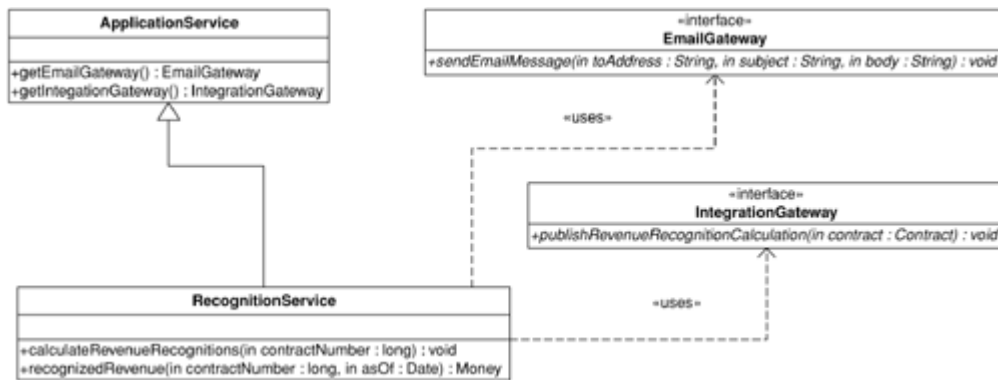 ApplicationService
+getEmailGateway() : EmailGateway
+getIntegationGateway() : IntegrationGateway
«interface»
EmailGateway
+sendEmailMessage(in toAddress : String, in subject : String, in body : String) : void
«uses»
«interface»
IntegrationGateway
+publishRevenueRecognitionCalculation(in contract : Contract) : void
«uses»
RecognitionService
+calculateRevenueRecognitions(in contractNumber : long) : void
+recognizedRevenue(in contractNumber : long, in asOf : Date) : Money